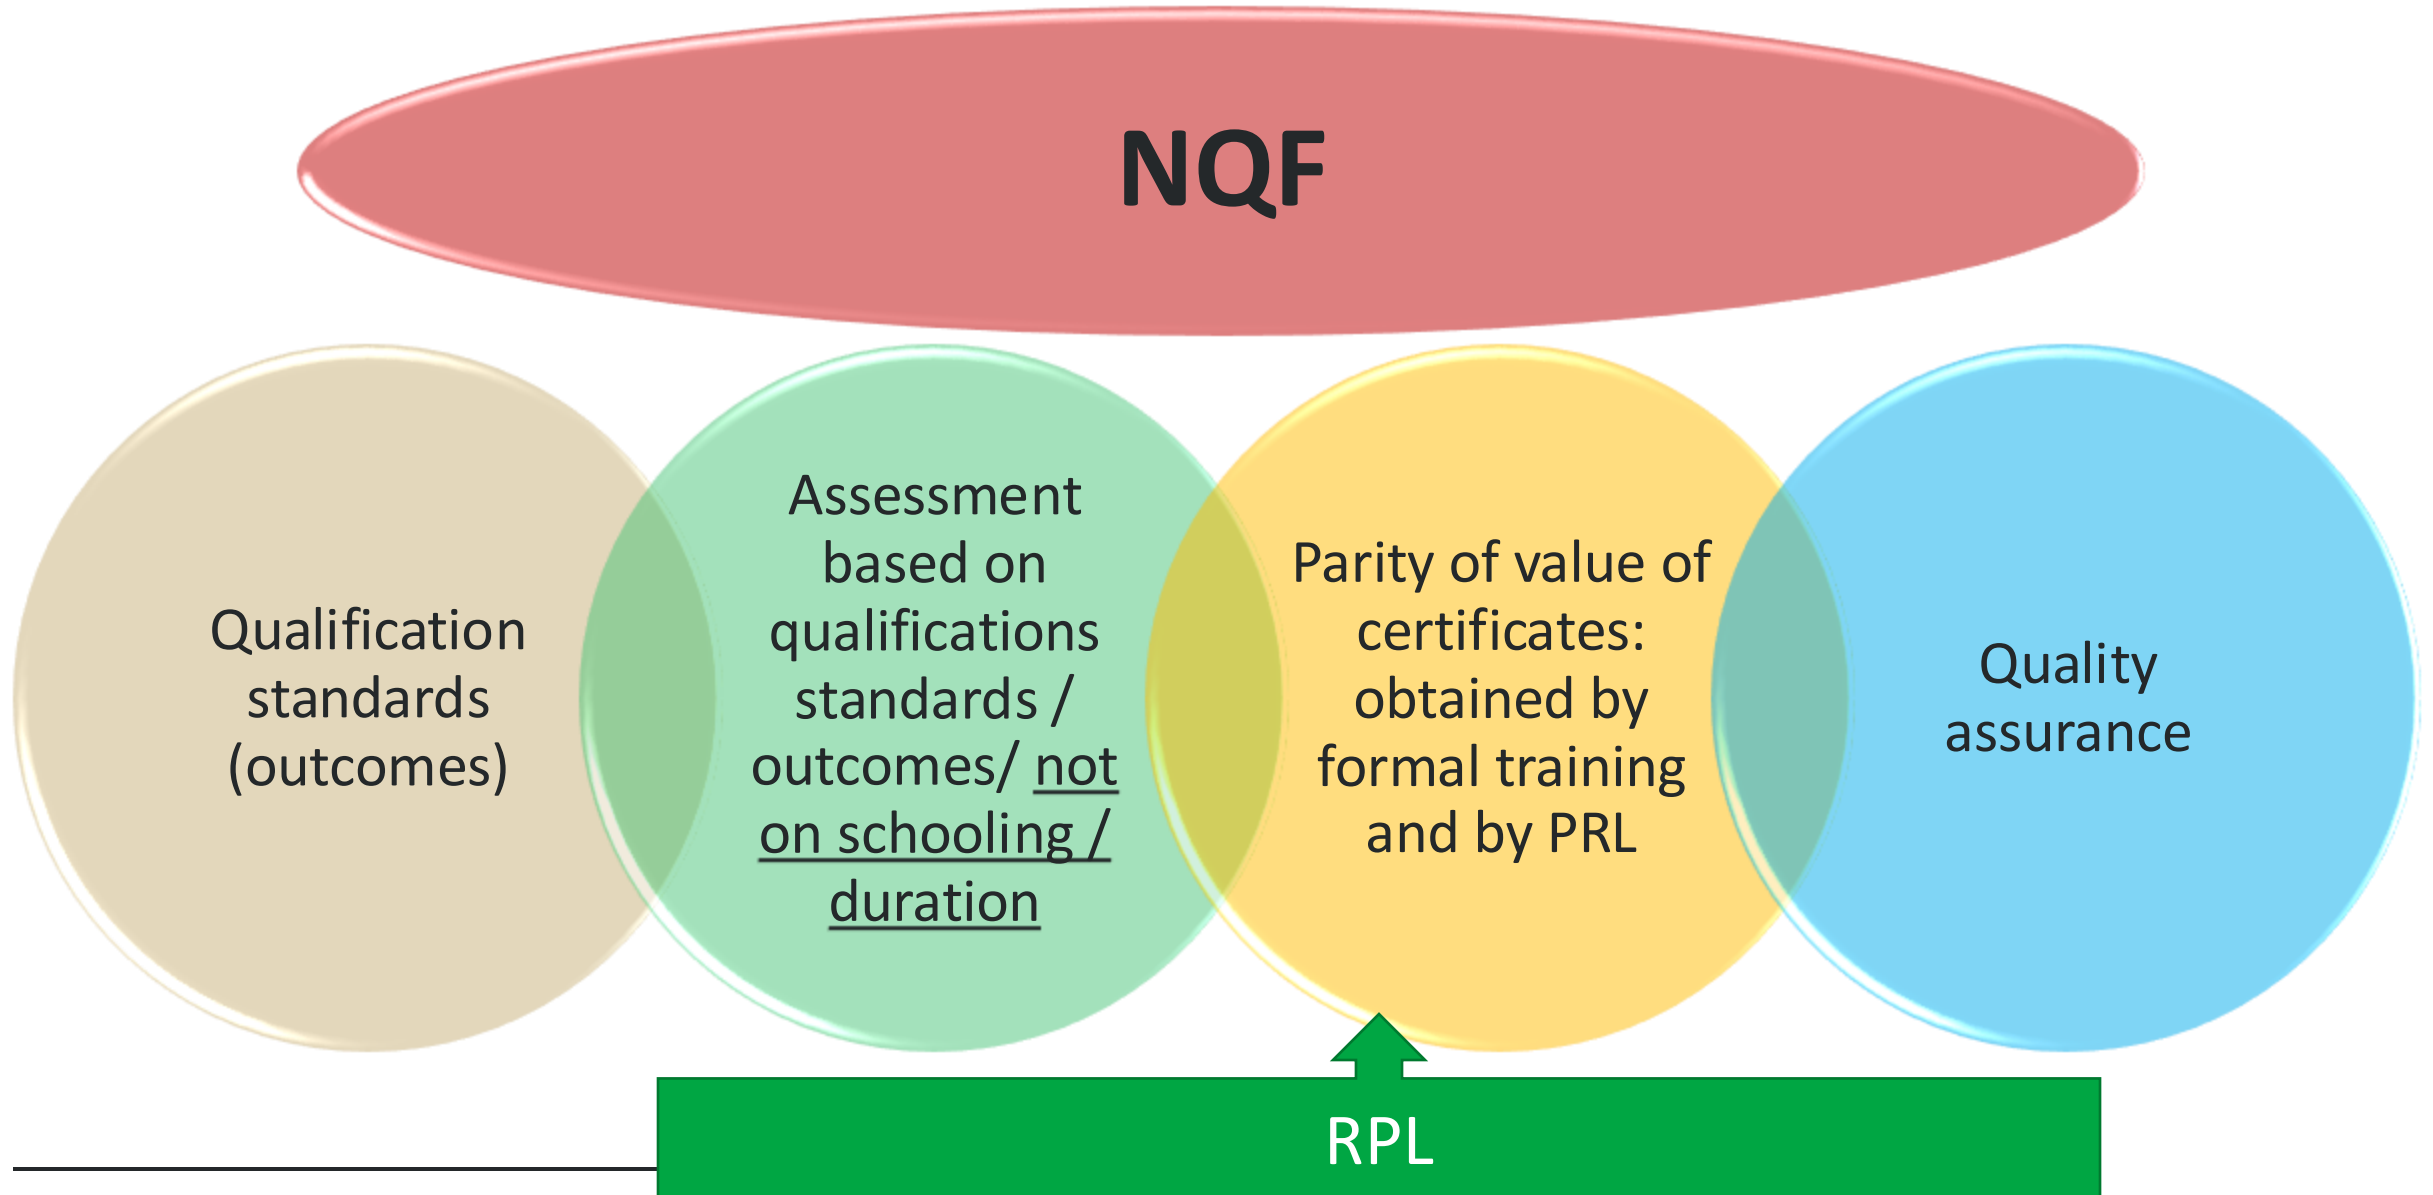 NQF
Qualification
standards
(outcomes)
Assessment
based on
qualifications
standards /
outcomes/ not
on schooling /
duration
Parity of value of
certificates:
obtained by
formal training
and by PRL
Quality
assurance
RPL